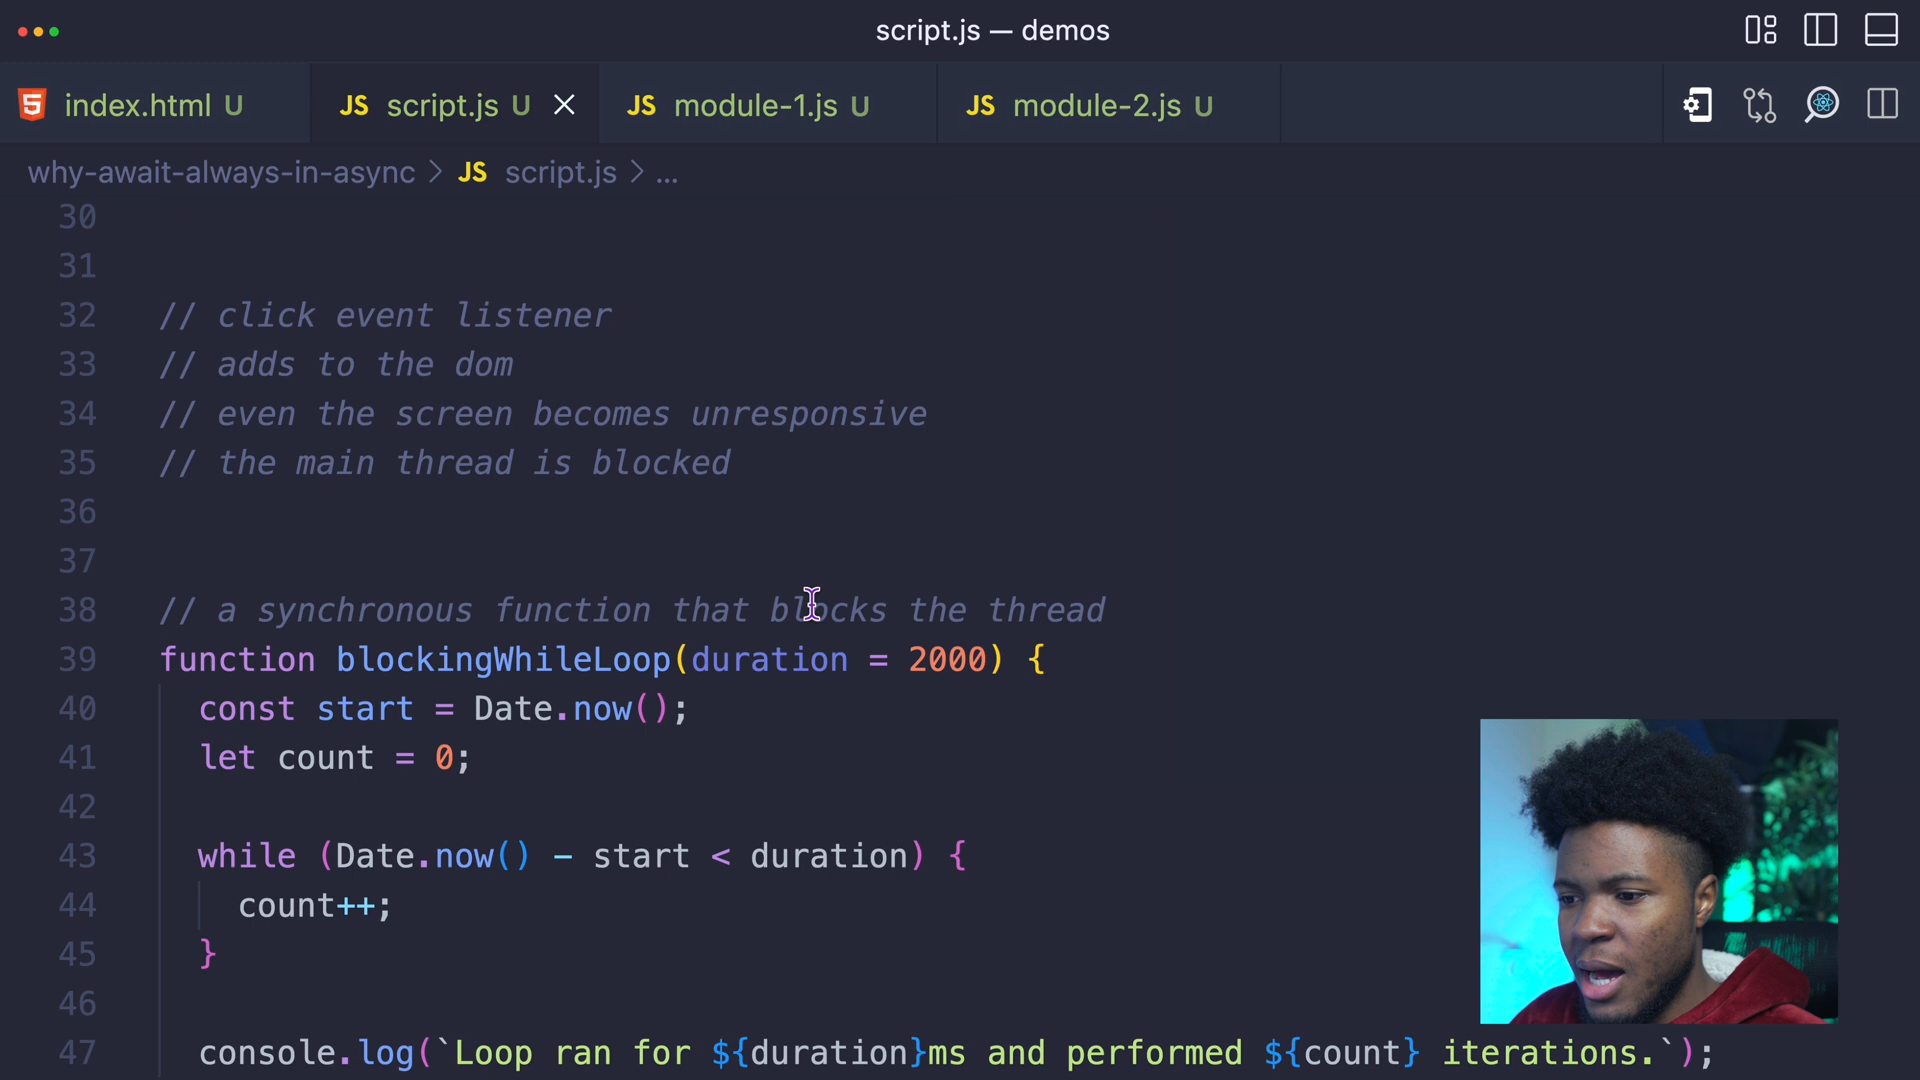 script.js — demos
index.html U
JS script.js U
JS module-1.js U
JS module-2.js U
why-await-always-in-async > JS script.js > ...
30
31
32 // click event listener
33 // adds to the dom
34 // even the screen becomes unresponsive
35 // the main thread is blocked
36
37
38 // a synchronous function that blocks the thread
39 function blockingWhileLoop(duration = 2000) {
40 const start = Date.now();
41 let count = 0;
42
43 while (Date.now() - start < duration) {
44 count++;
45 }
46
47 console.log(`Loop ran for ${duration}ms and performed ${count} iterations.`);